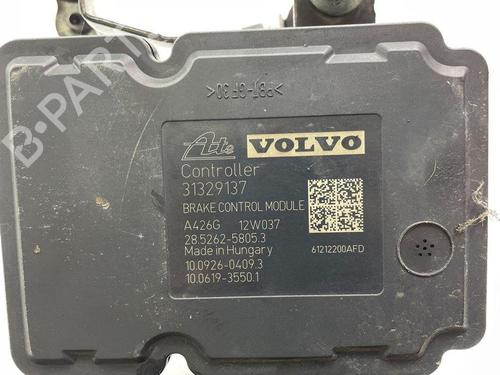 >PBT-GF30<
Ate VOLVO
Controller
31329137
BRAKE CONTROL MODULE
A426G 12W037
28.5262-5805.3
Made in Hungary 61212200AFD
10.0926-0409.3
10.0619-3550.1
B-PARTS